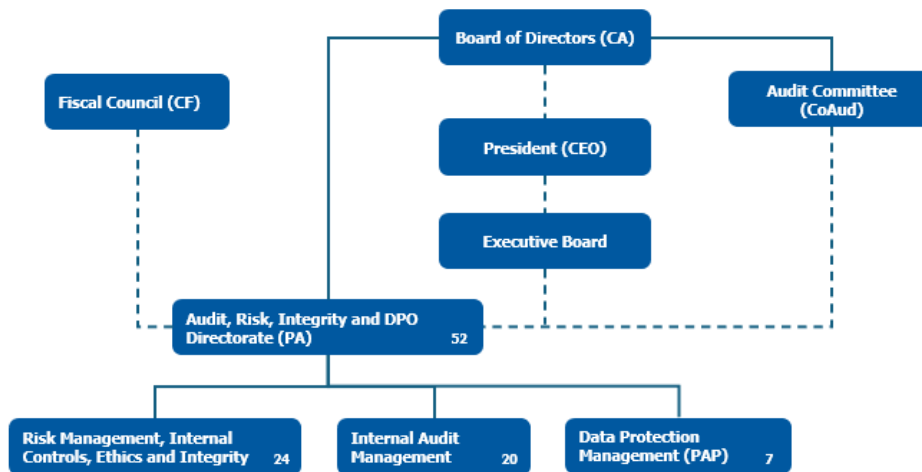 Board of Directors (CA)
Fiscal Council (CF)
Audit Committee
(CoAud)
President (CEO)
Executive Board
Audit, Risk, Integrity and DPO
Directorate (PA) 52
Risk Management, Internal
Controls, Ethics and Integrity 24
Internal Audit
Management 20
Data Protection
Management (PAP) 7